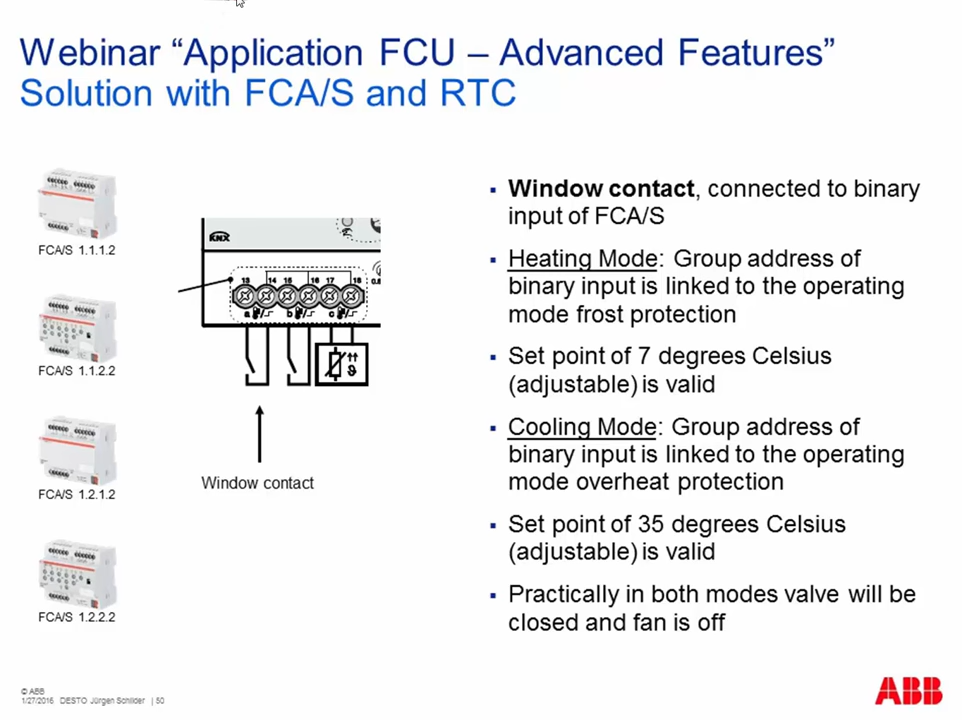 Webinar “Application FCU – Advanced Features”
Solution with FCA/S and RTC
FCA/S 1.1.1.2
FCA/S 1.1.2.2
FCA/S 1.2.1.2
FCA/S 1.2.2.2
KNX
13 14 15 16 17 18
a b c
ϑ
Window contact
▪ Window contact, connected to binary
input of FCA/S
▪ Heating Mode: Group address of
binary input is linked to the operating
mode frost protection
▪ Set point of 7 degrees Celsius
(adjustable) is valid
▪ Cooling Mode: Group address of
binary input is linked to the operating
mode overheat protection
▪ Set point of 35 degrees Celsius
(adjustable) is valid
▪ Practically in both modes valve will be
closed and fan is off
© ABB
1/27/2016 DESTO Jürgen Schilder | 50
ABB